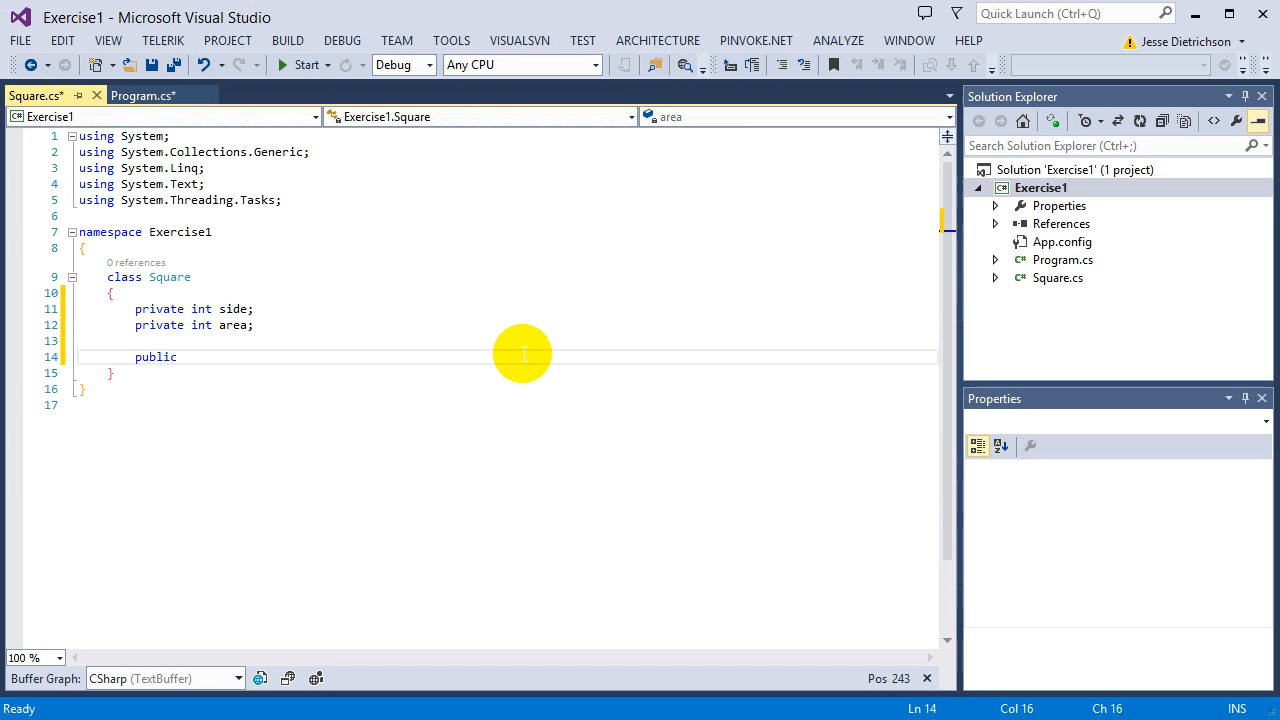 Exercise1 - Microsoft Visual Studio
Quick Launch (Ctrl+Q)
FILE EDIT VIEW TELERIK PROJECT BUILD DEBUG TEAM TOOLS VISUALSVN TEST ARCHITECTURE PINVOKE.NET ANALYZE WINDOW HELP
Jesse Dietrichson
Start Debug Any CPU
Square.cs* Program.cs*
Exercise1 Exercise1.Square area
1 using System;
2 using System.Collections.Generic;
3 using System.Linq;
4 using System.Text;
5 using System.Threading.Tasks;
6
7 namespace Exercise1
8 {
0 references
9 class Square
10 {
11 private int side;
12 private int area;
13
14 public
15 }
16 }
17
100 %
Buffer Graph: CSharp (TextBuffer) Pos 243
Solution Explorer
Search Solution Explorer (Ctrl+;)
Solution 'Exercise1' (1 project)
Exercise1
Properties
References
App.config
Program.cs
Square.cs
Properties
Ready Ln 14 Col 16 Ch 16 INS